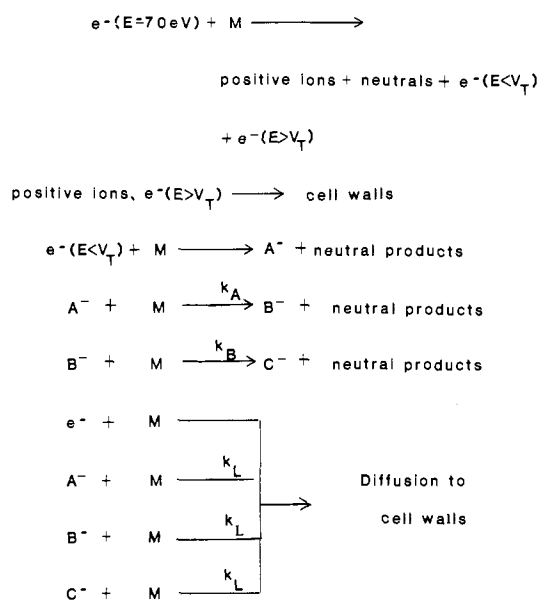 e⁻(E=70eV) + M ⟶
positive ions + neutrals + e⁻(E<V_T)
+ e⁻(E>V_T)
positive ions, e⁻(E>V_T) ⟶ cell walls
e⁻(E<V_T) + M ⟶ A⁻ + neutral products
k_A
A⁻ + M ⟶ B⁻ + neutral products
k_B
B⁻ + M ⟶ C⁻ + neutral products
e⁻ + M
k_L
A⁻ + M ⟶ Diffusion to
k_L
B⁻ + M cell walls
k_L
C⁻ + M